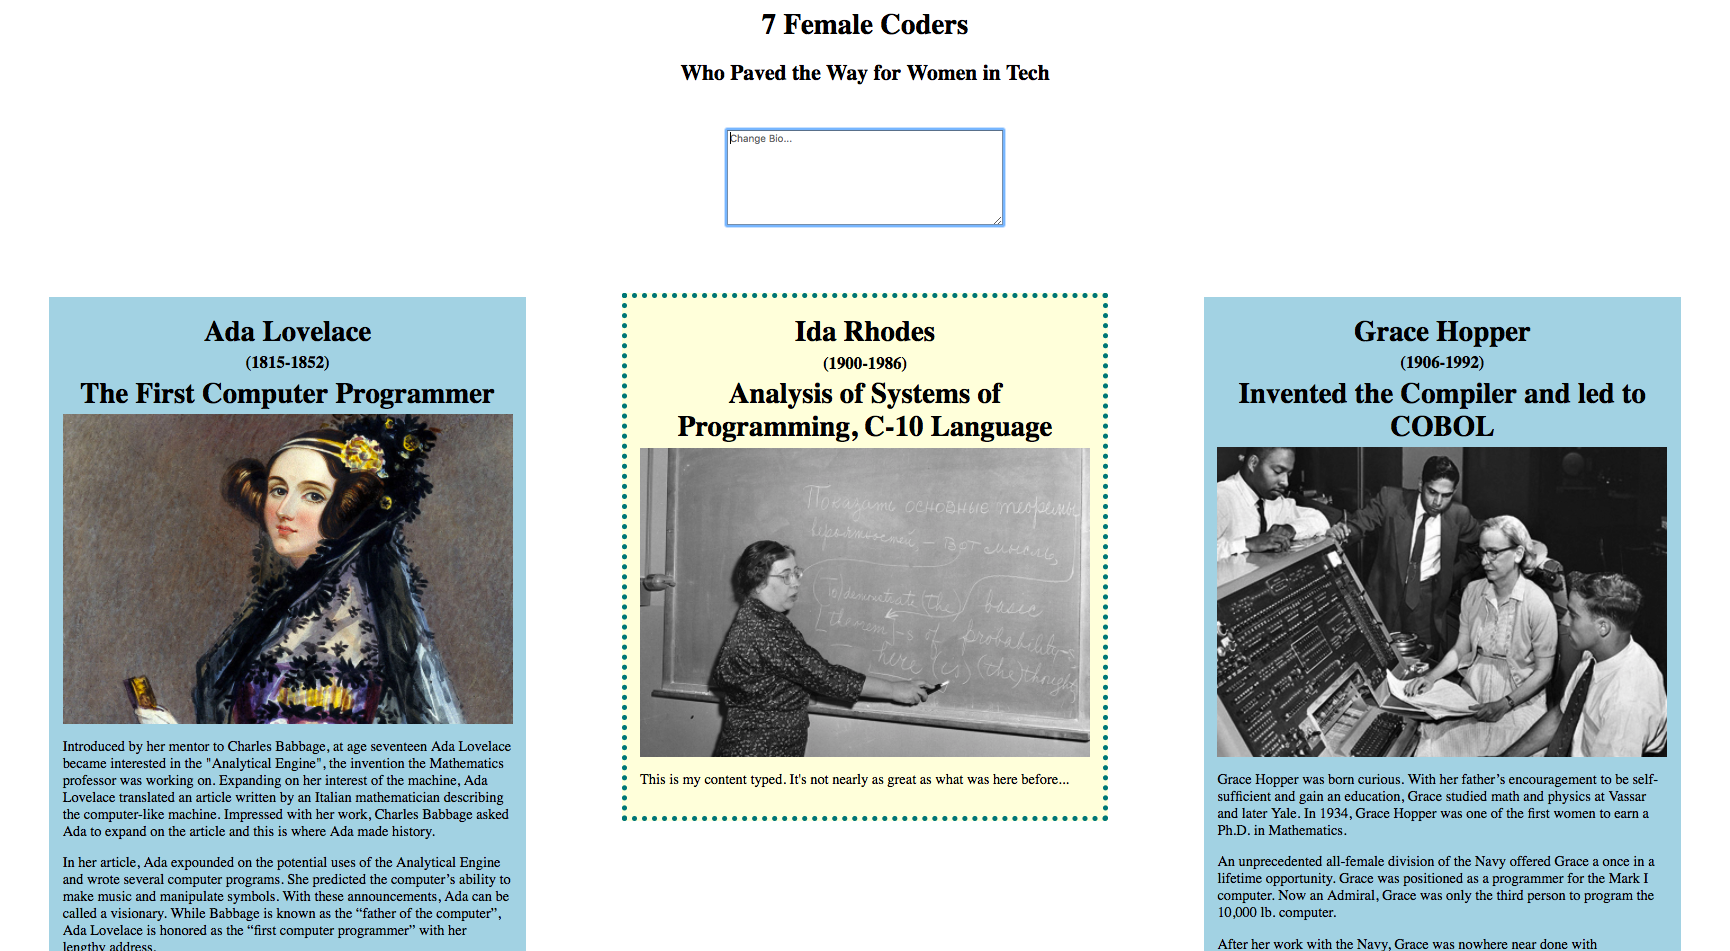 7 Female Coders
Who Paved the Way for Women in Tech
Change Bio...
Ada Lovelace
(1815-1852)
The First Computer Programmer
Introduced by her mentor to Charles Babbage, at age seventeen Ada Lovelace
became interested in the "Analytical Engine", the invention the Mathematics
professor was working on. Expanding on her interest of the machine, Ada
Lovelace translated an article written by an Italian mathematician describing
the computer-like machine. Impressed with her work, Charles Babbage asked
Ada to expand on the article and this is where Ada made history.
In her article, Ada expounded on the potential uses of the Analytical Engine
and wrote several computer programs. She predicted the computer’s ability to
make music and manipulate symbols. With these announcements, Ada can be
called a visionary. While Babbage is known as the “father of the computer”,
Ada Lovelace is honored as the “first computer programmer” with her
lengthy address.
Ida Rhodes
(1900-1986)
Analysis of Systems of
Programming, C-10 Language
Показать основные теоремы
вероятностей, – вот мысль,
(To) demonstrate (the) basic
[theorem]-s of probability-s
here (is) (the) thought
This is my content typed. It's not nearly as great as what was here before...
Grace Hopper
(1906-1992)
Invented the Compiler and led to
COBOL
Grace Hopper was born curious. With her father’s encouragement to be self-
sufficient and gain an education, Grace studied math and physics at Vassar
and later Yale. In 1934, Grace Hopper was one of the first women to earn a
Ph.D. in Mathematics.
An unprecedented all-female division of the Navy offered Grace a once in a
lifetime opportunity. Grace was positioned as a programmer for the Mark I
computer. Now an Admiral, Grace was only the third person to program the
10,000 lb. computer.
After her work with the Navy, Grace was nowhere near done with